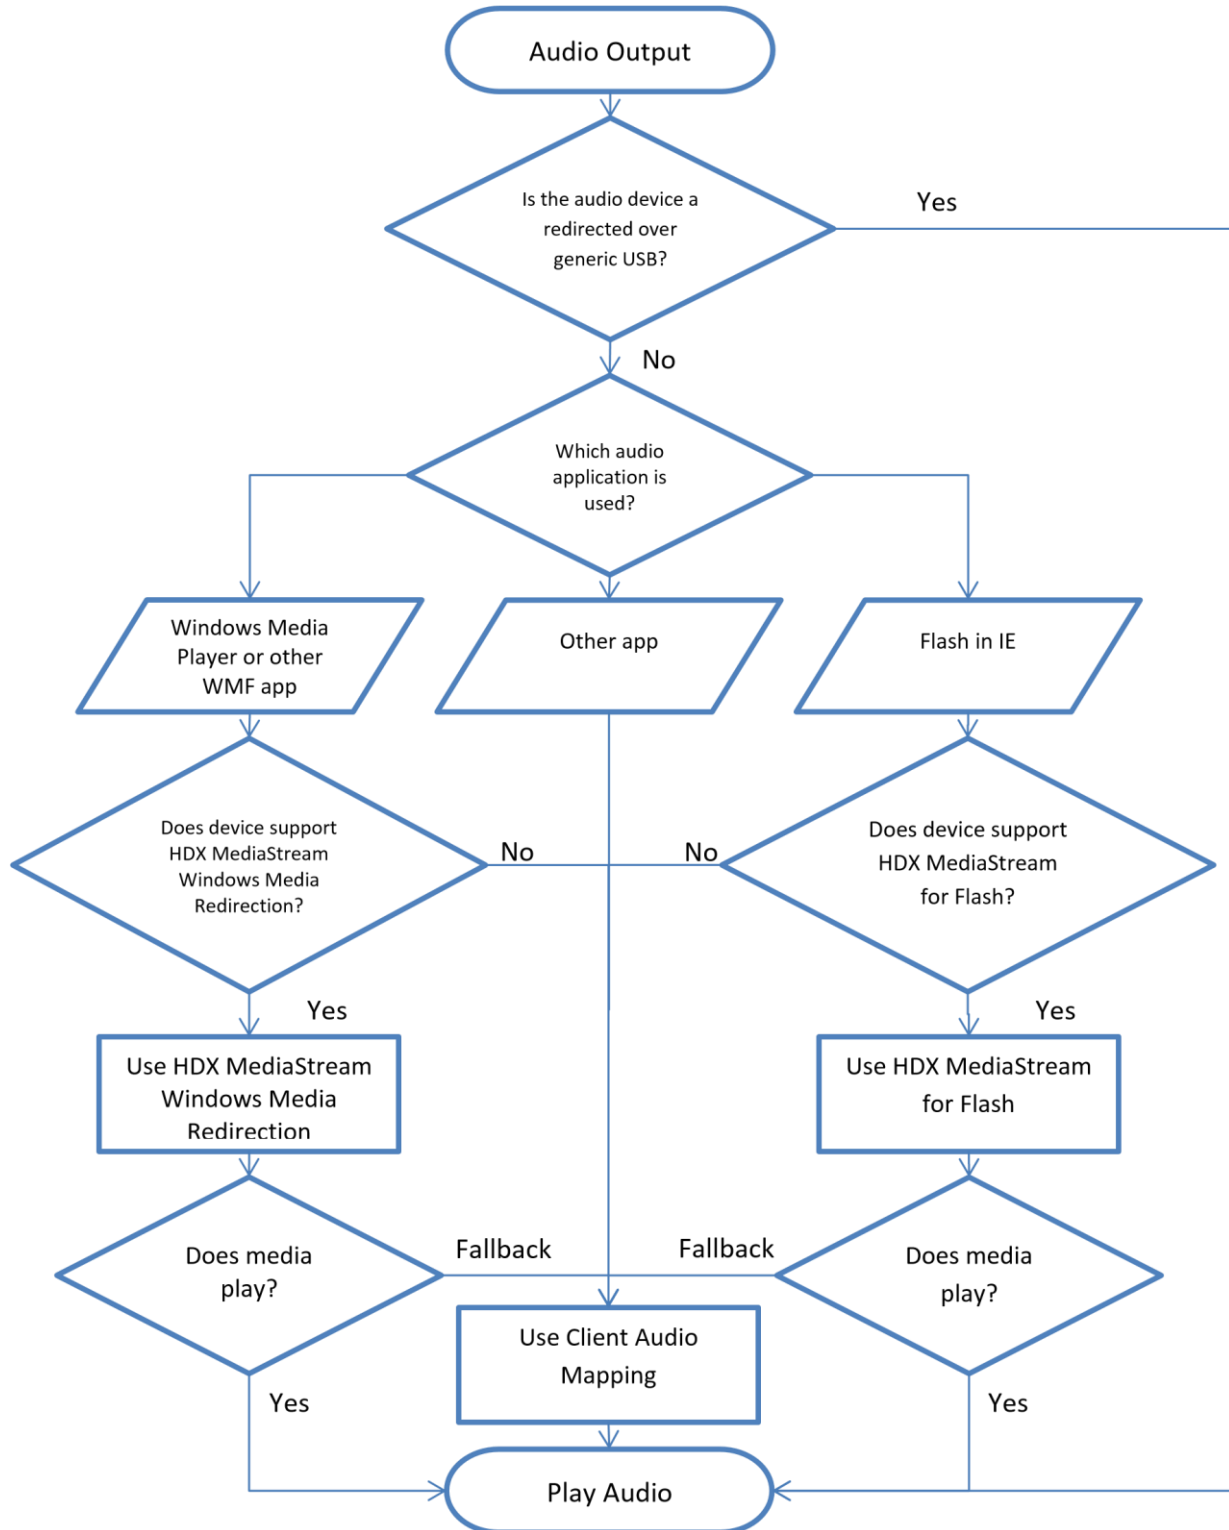 Audio Output
Is the audio device a
redirected over
generic USB?
Yes
No
Which audio
application is
used?
Windows Media
Player or other
WMF app
Other app
Flash in IE
Does device support
HDX MediaStream
Windows Media
Redirection?
No
No
Does device support
HDX MediaStream
for Flash?
Yes
Yes
Use HDX MediaStream
Windows Media
Redirection
Use HDX MediaStream
for Flash
Does media
play?
Fallback
Fallback
Does media
play?
Use Client Audio
Mapping
Yes
Yes
Play Audio